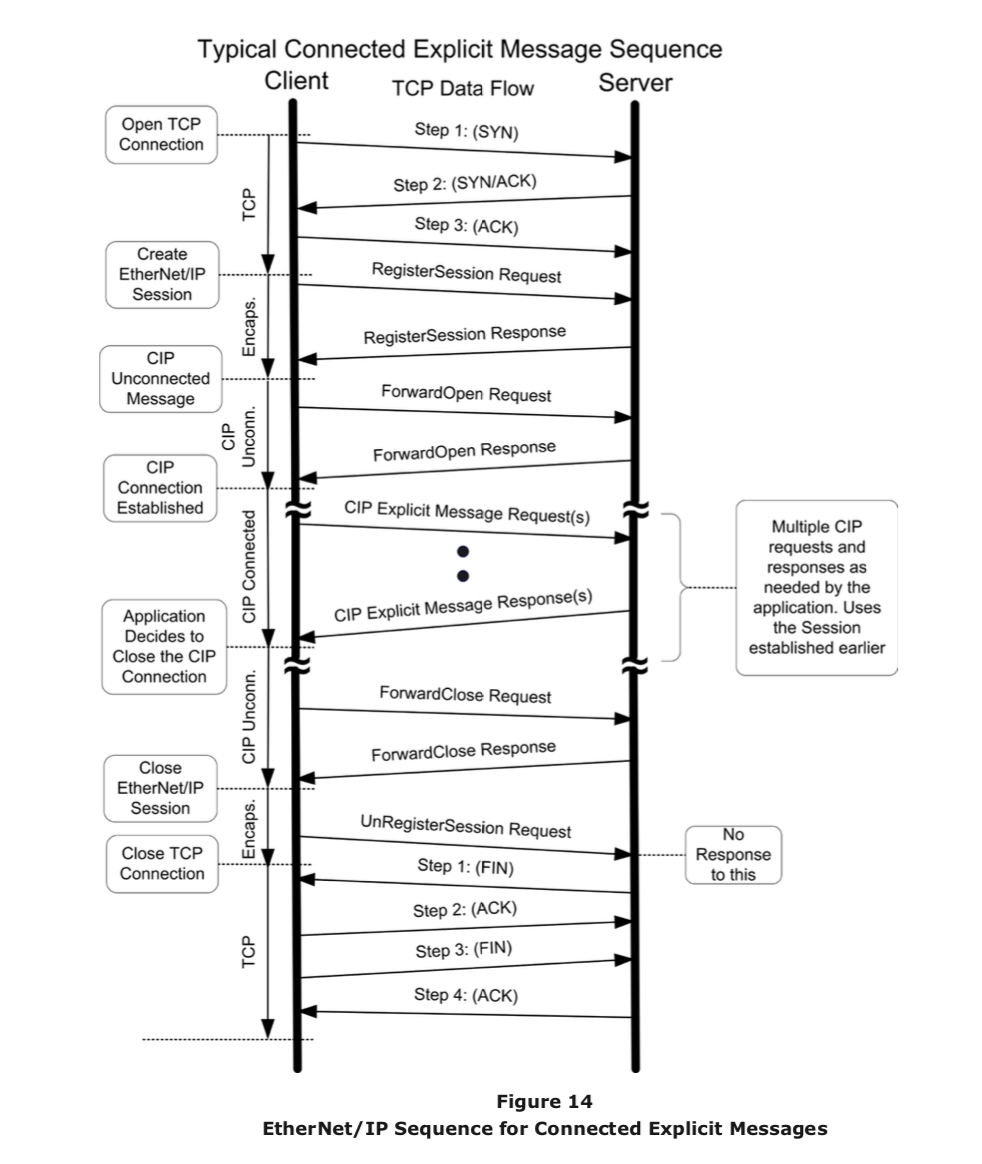 Typical Connected Explicit Message Sequence
Client
TCP Data Flow
Server
Open TCP
Connection
Step 1: (SYN)
Step 2: (SYN/ACK)
TCP
Step 3: (ACK)
Create
EtherNet/IP
Session
RegisterSession Request
Encaps.
RegisterSession Response
CIP
Unconnected
Message
ForwardOpen Request
CIP
Unconn.
ForwardOpen Response
CIP
Connection
Established
CIP Explicit Message Request(s)
Multiple CIP
requests and
responses as
needed by the
application. Uses
the Session
established earlier
CIP Connected
CIP Explicit Message Response(s)
Application
Decides to
Close the CIP
Connection
ForwardClose Request
CIP Unconn.
ForwardClose Response
Close
EtherNet/IP
Session
Encaps.
UnRegisterSession Request
No
Response
to this
Close TCP
Connection
Step 1: (FIN)
Step 2: (ACK)
TCP
Step 3: (FIN)
Step 4: (ACK)
Figure 14
EtherNet/IP Sequence for Connected Explicit Messages